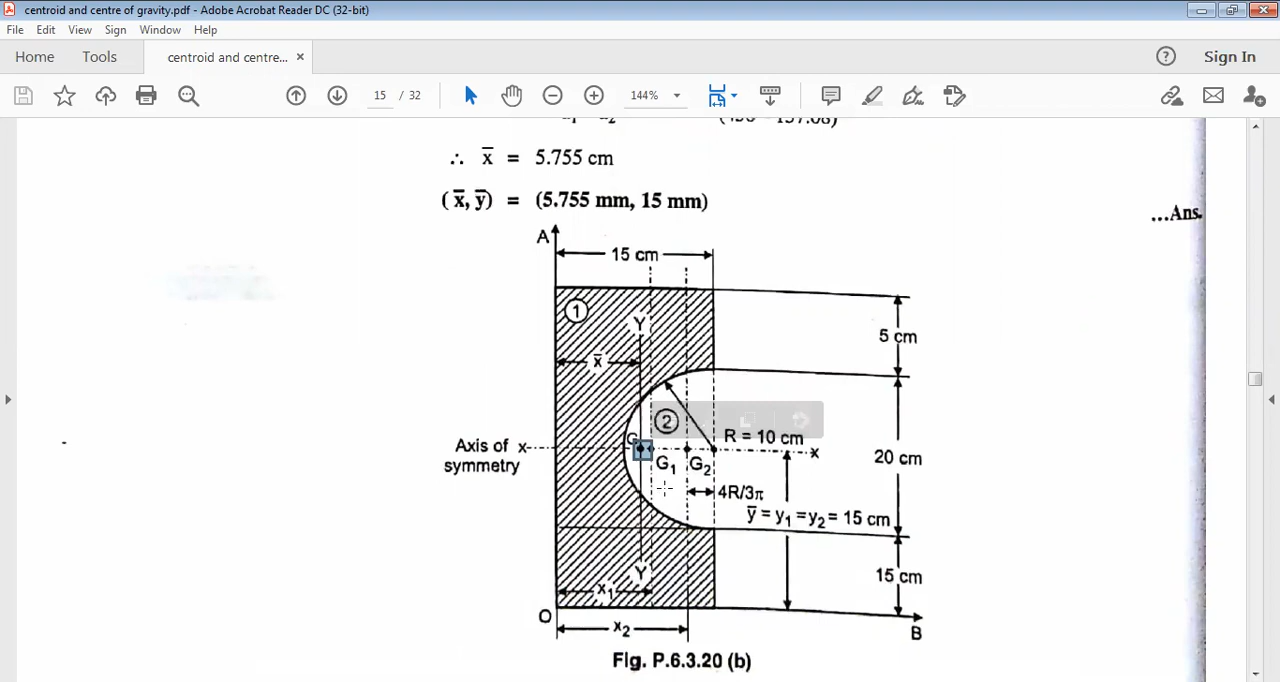 centroid and centre of gravity.pdf - Adobe Acrobat Reader DC (32-bit)
File Edit View Sign Window Help
Home Tools centroid and centre... × Sign In
15 / 32 144%
∴ x̄ = 5.755 cm
(x̄, ȳ) = (5.755 mm, 15 mm)
...Ans.
A
15 cm
1
Y
5 cm
x̄
2
G
R = 10 cm
Axis of x
symmetry
x
20 cm
G₁ G₂
4R/3π
ȳ = y₁ = y₂ = 15 cm
Y
15 cm
x₁
O
x₂
B
Fig. P.6.3.20 (b)